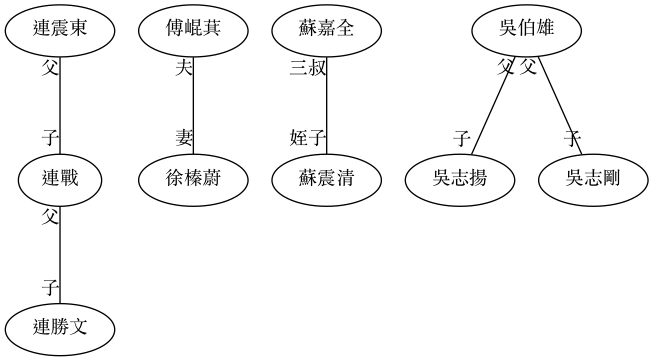 連震東
傅崐萁
蘇嘉全
吳伯雄
父
夫
三叔
父
父
子
妻
姪子
子
子
連戰
徐榛蔚
蘇震清
吳志揚
吳志剛
父
子
連勝文